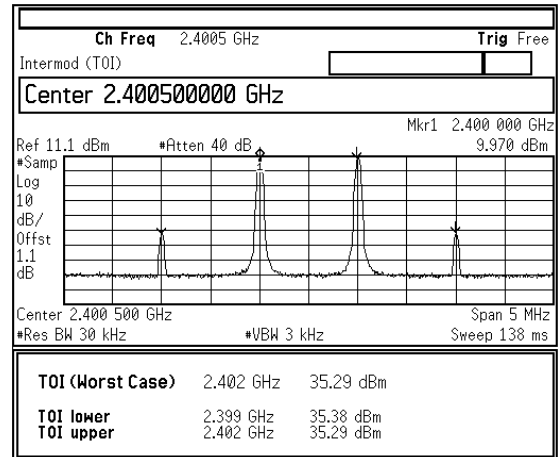 Ch Freq 2.4005 GHz Trig Free
Intermod (TOI)
Center 2.400500000 GHz
Mkr1 2.400 000 GHz
Ref 11.1 dBm #Atten 40 dB 9.970 dBm
#Samp
Log
10
dB/
Offst
1.1
dB
1
Center 2.400 500 GHz Span 5 MHz
#Res BW 30 kHz #VBW 3 kHz Sweep 138 ms
TOI (Worst Case) 2.402 GHz 35.29 dBm
TOI lower 2.399 GHz 35.38 dBm
TOI upper 2.402 GHz 35.29 dBm